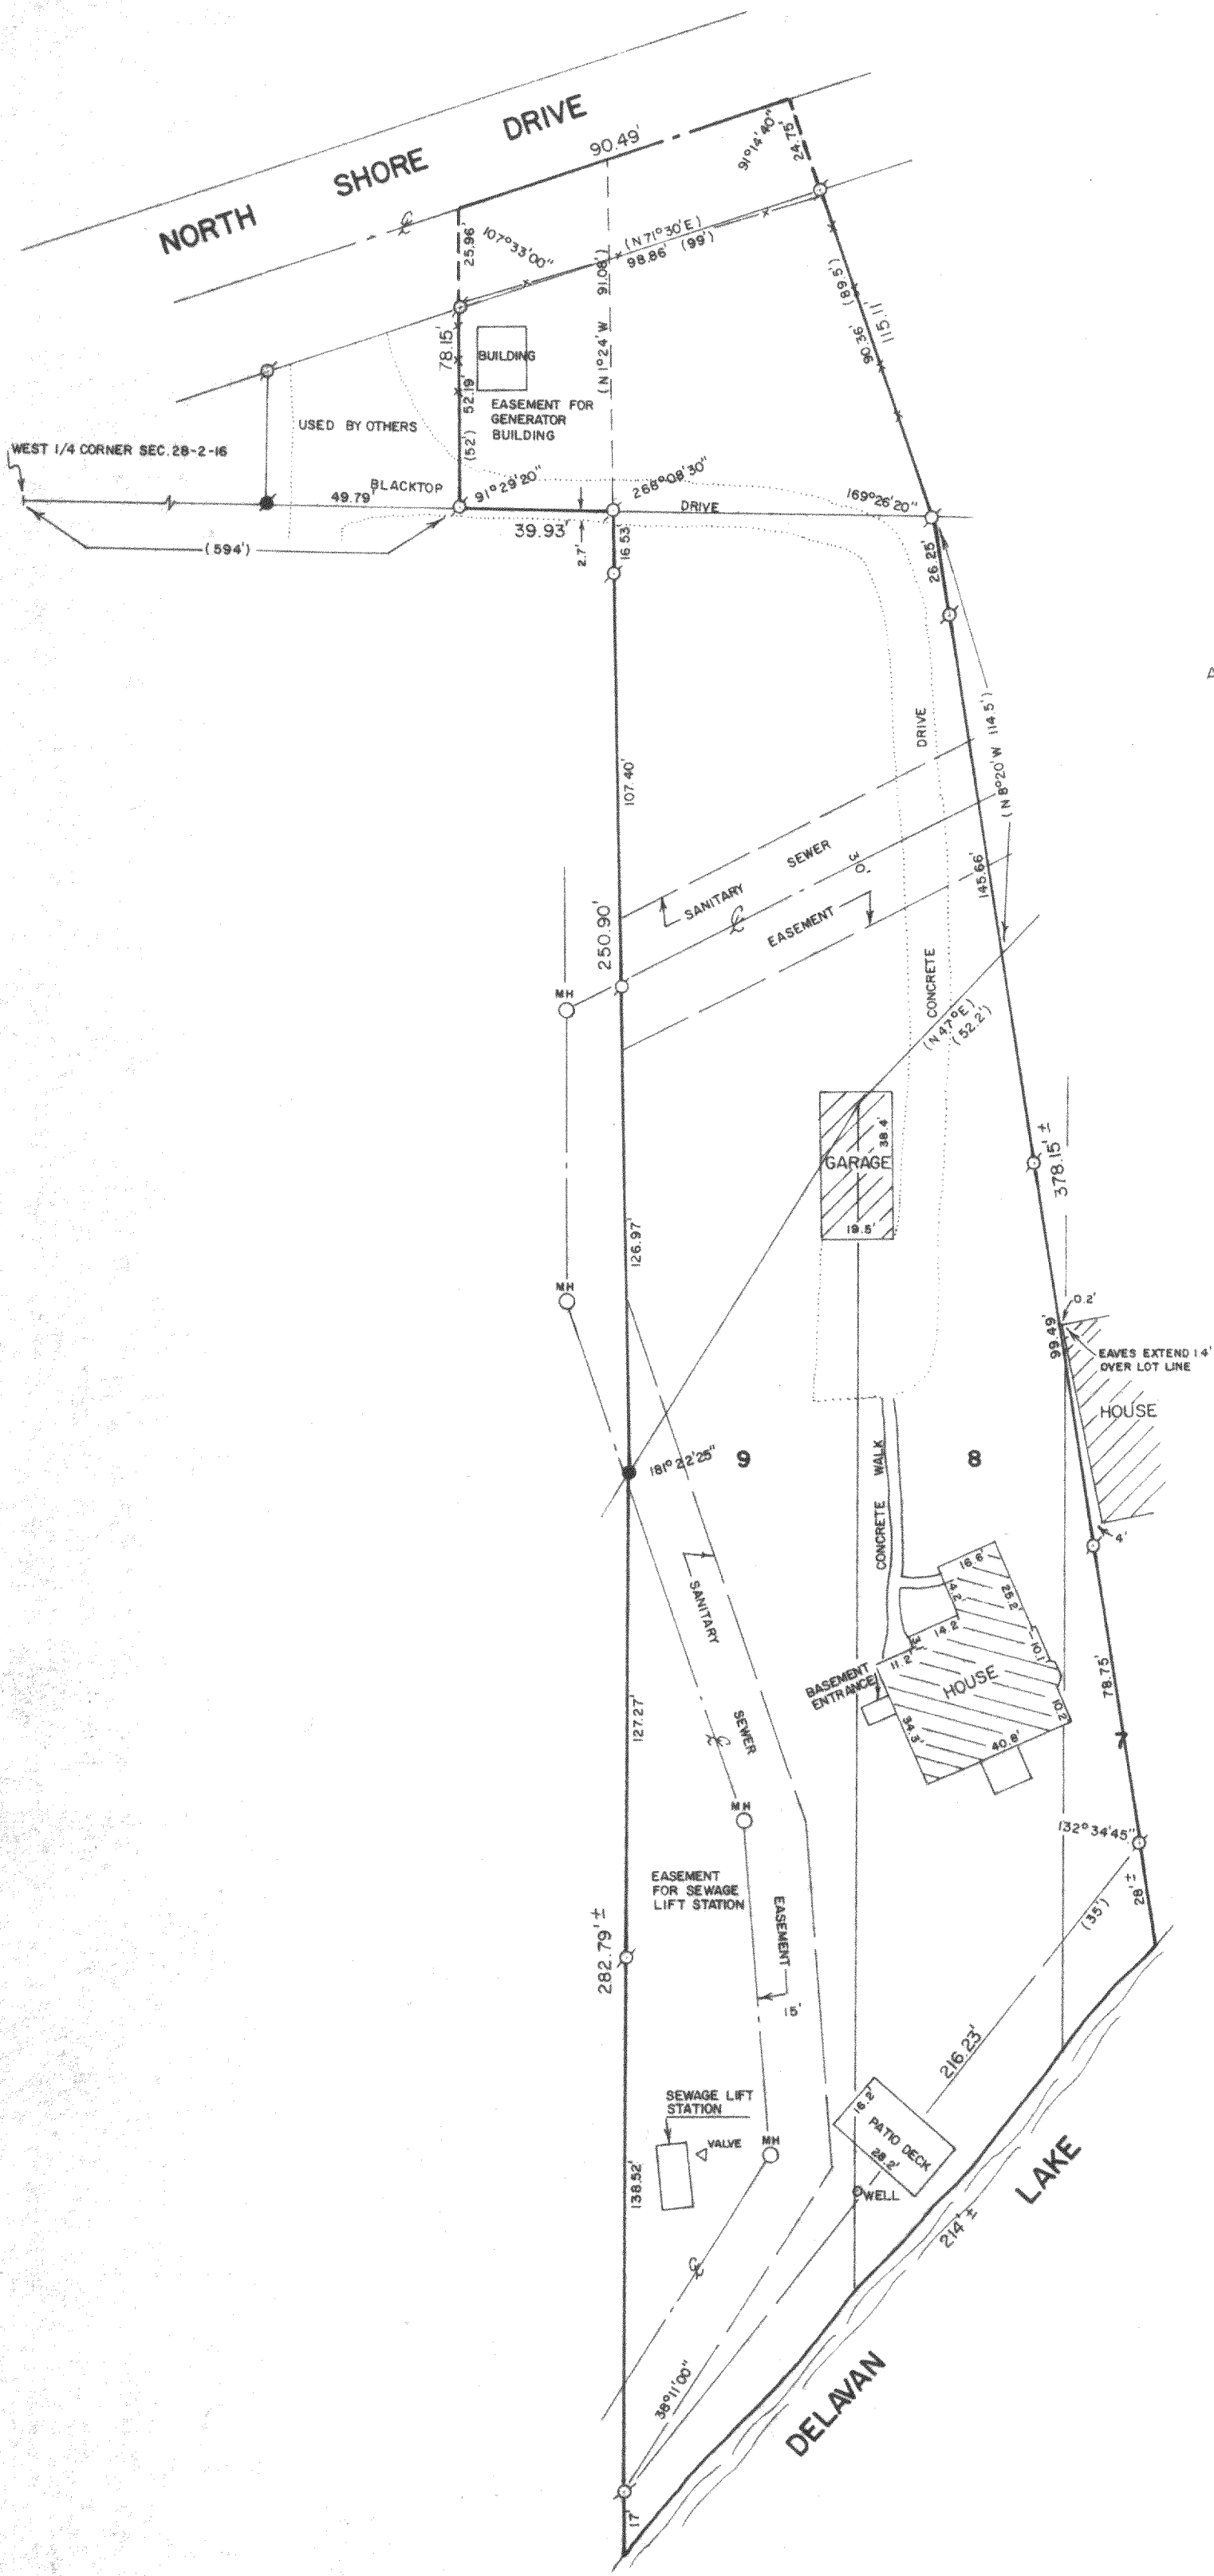 NORTH SHORE DRIVE
90.49'
91°14'40"
24.75'
℄
25.96'
107°33'00"
(N 71°30'E)
98.86' (99')
(N 1°24' W 91.08')
(89.5')
90.36'
115.11'
78.15'
(52') 52.19'
BUILDING
EASEMENT FOR
GENERATOR
BUILDING
USED BY OTHERS
WEST 1/4 CORNER SEC. 28-2-16
BLACKTOP
49.79'
91°29'20"
268°08'30"
DRIVE
169°26'20"
(594')
39.93'
2.7'
16.53'
26.25'
(N 8°20' W 114.5')
DRIVE
107.40'
SANITARY SEWER
30'
EASEMENT
℄
145.66'
250.90'
MH
CONCRETE
(N 47°E)
(52.2')
38.4'
GARAGE
19.5'
378.15' ±
126.97'
MH
0.2'
99.49'
EAVES EXTEND 1.4'
OVER LOT LINE
HOUSE
181°22'25"
9
8
CONCRETE WALK
.4'
SANITARY
SEWER
℄
16.6'
14.2'
25.2'
14.2'
10.1'
11.2'
BASEMENT
ENTRANCE
HOUSE
34.3'
10.2'
40.8'
78.75'
127.27'
MH
132°34'45"
28' ±
(35')
EASEMENT
FOR SEWAGE
LIFT STATION
EASEMENT
15'
282.79' ±
216.23'
SEWAGE LIFT
STATION
VALVE
MH
16.2'
PATIO DECK
28.2'
WELL
138.52'
214' ±
℄
38°11'00"
DELAVAN LAKE
17'